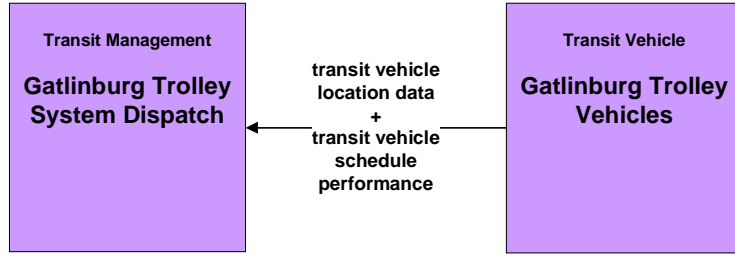 Transit Management
Gatlinburg Trolley
System Dispatch
transit vehicle
location data
+
transit vehicle
schedule
performance
Transit Vehicle
Gatlinburg Trolley
Vehicles